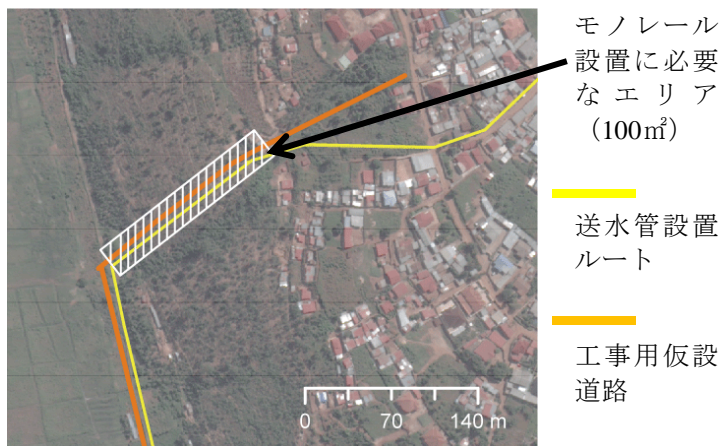 モノレール
設置に必要
なエリア
（100㎡）
送水管設置
ルート
工事用仮設
道路
0 70 140 m